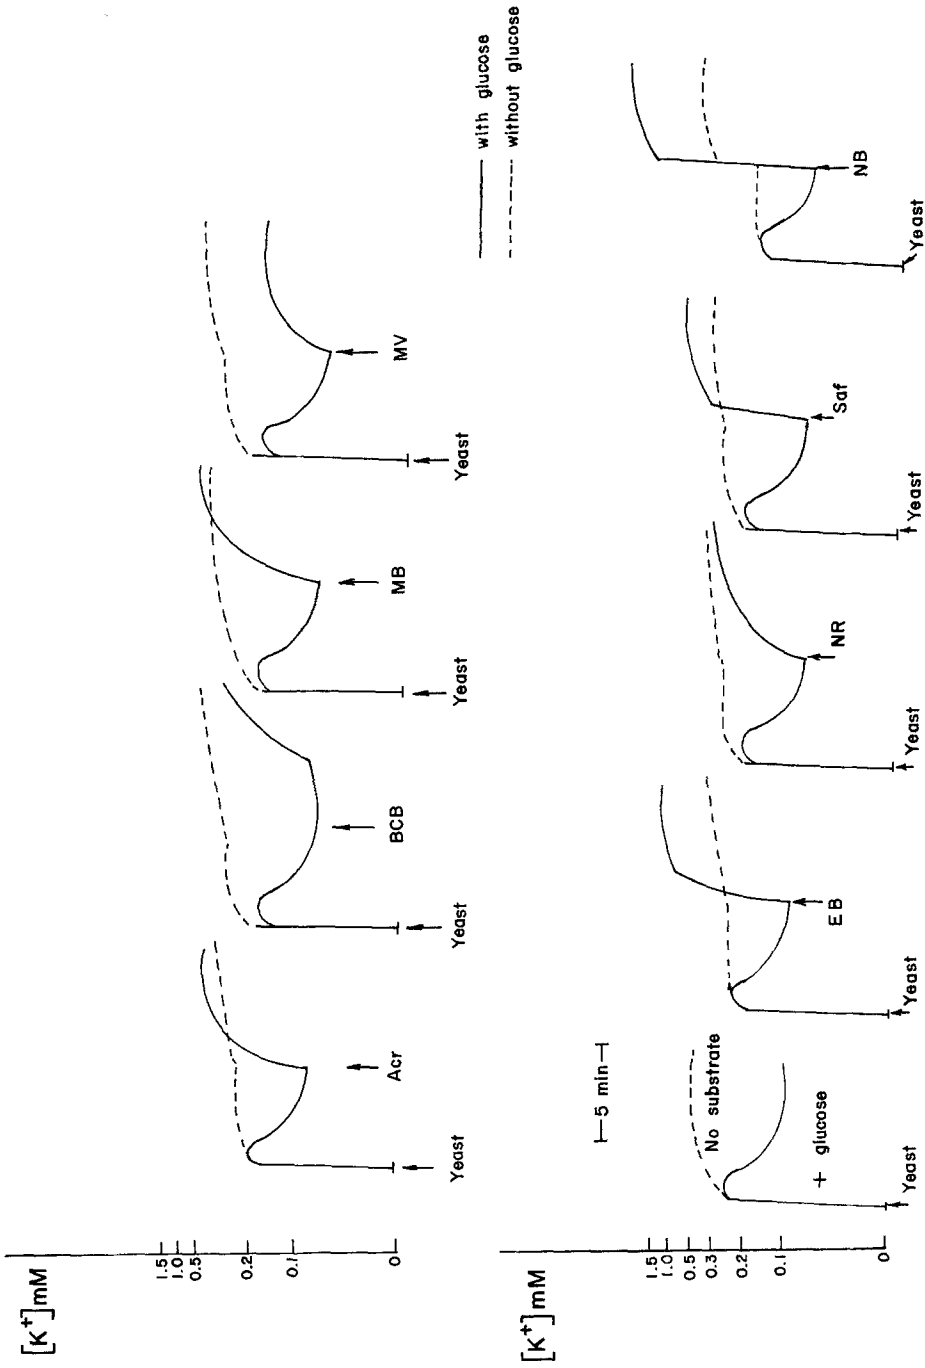 [K⁺]mM
1.5
1.0
0.5
0.2
0.1
0
Yeast
Acr
Yeast
BCB
Yeast
MB
Yeast
MV
with glucose
without glucose
[K⁺]mM
1.5
1.0
0.5
0.3
0.2
0.1
0
5 min
No substrate
+ glucose
Yeast
EB
Yeast
NR
Yeast
Saf
Yeast
NB
Yeast